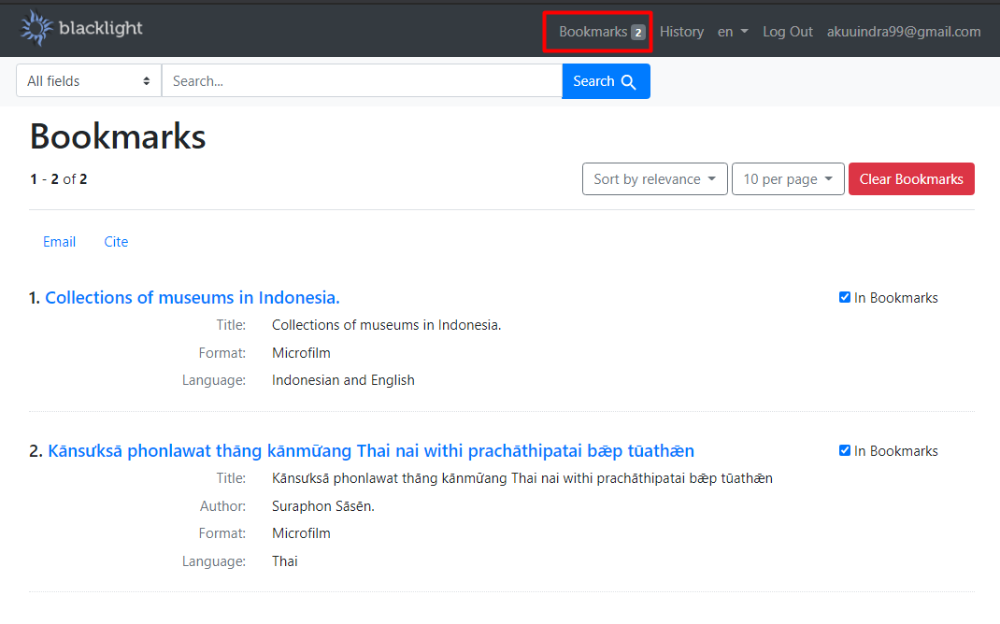 blacklight
Bookmarks 2 History en Log Out akuuindra99@gmail.com
All fields Search... Search
Bookmarks
1 - 2 of 2 Sort by relevance 10 per page Clear Bookmarks
Email Cite
1. Collections of museums in Indonesia. In Bookmarks
Title: Collections of museums in Indonesia.
Format: Microfilm
Language: Indonesian and English
2. Kānsưksā phonlawat thāng kānmư̄ang Thai nai withi prachāthipatai bǣp tūathǣn In Bookmarks
Title: Kānsưksā phonlawat thāng kānmư̄ang Thai nai withi prachāthipatai bǣp tūathǣn
Author: Suraphon Sāsēn.
Format: Microfilm
Language: Thai